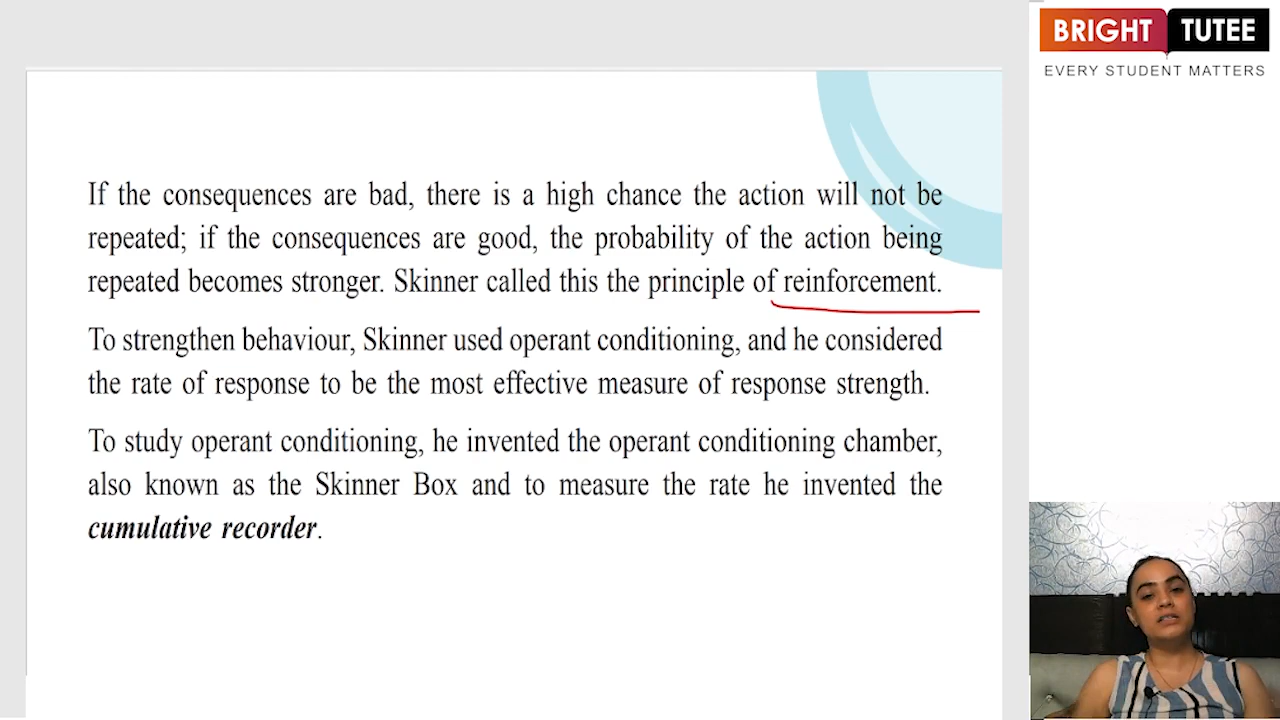 BRIGHT TUTEE
EVERY STUDENT MATTERS
If the consequences are bad, there is a high chance the action will not be
repeated; if the consequences are good, the probability of the action being
repeated becomes stronger. Skinner called this the principle of reinforcement.
To strengthen behaviour, Skinner used operant conditioning, and he considered
the rate of response to be the most effective measure of response strength.
To study operant conditioning, he invented the operant conditioning chamber,
also known as the Skinner Box and to measure the rate he invented the
cumulative recorder.